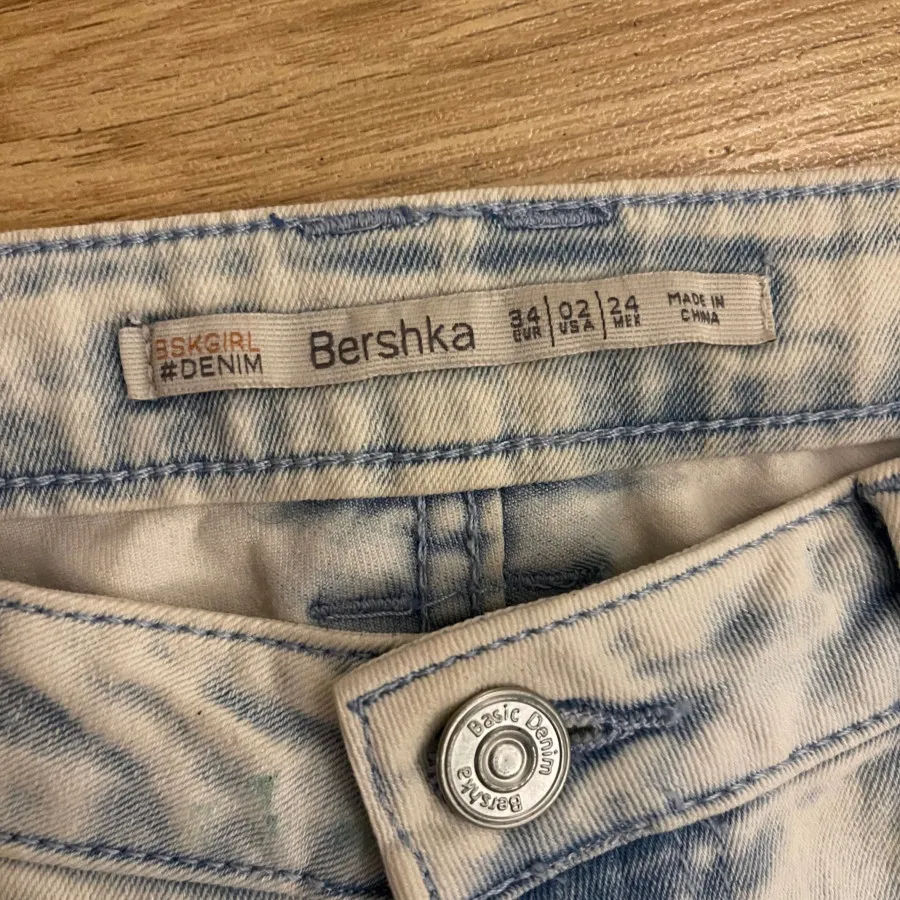 BSKGIRL
#DENIM
Bershka
34 | 02 | 24
EUR | USA | MEX
MADE IN
CHINA
Basic Denim
Bershka